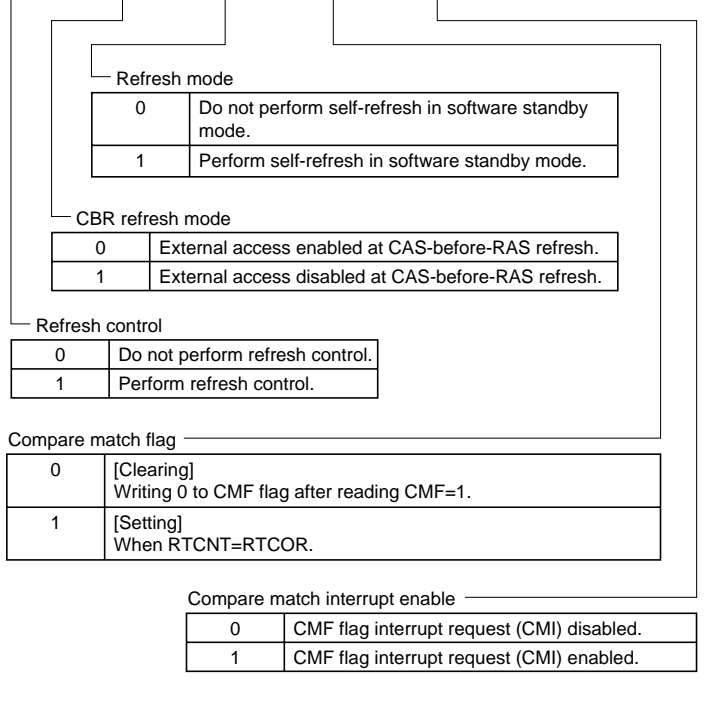 Refresh mode
0 Do not perform self-refresh in software standby
mode.
1 Perform self-refresh in software standby mode.
CBR refresh mode
0 External access enabled at CAS-before-RAS refresh.
1 External access disabled at CAS-before-RAS refresh.
Refresh control
0 Do not perform refresh control.
1 Perform refresh control.
Compare match flag
0 [Clearing]
Writing 0 to CMF flag after reading CMF=1.
1 [Setting]
When RTCNT=RTCOR.
Compare match interrupt enable
0 CMF flag interrupt request (CMI) disabled.
1 CMF flag interrupt request (CMI) enabled.